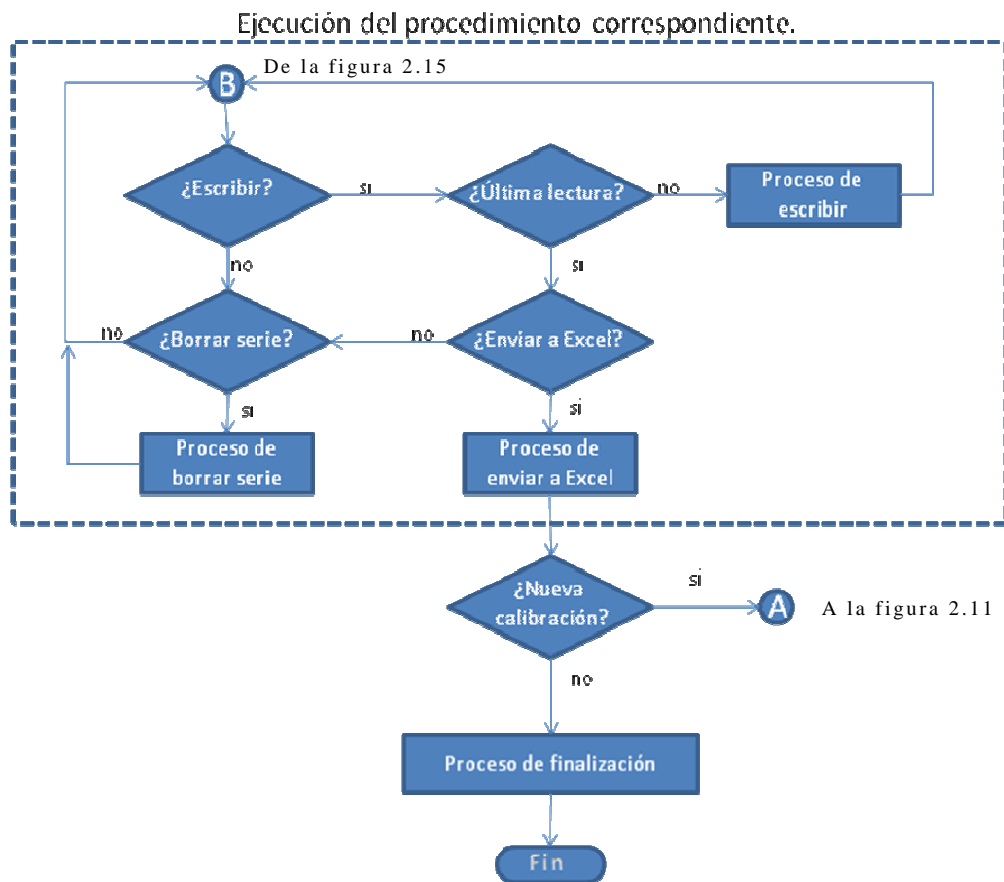 Ejecución del procedimiento correspondiente.
B
De la figura 2.15
¿Escribir?
si
¿Última lectura?
no
Proceso de
escribir
no
si
¿Borrar serie?
no
no
¿Enviar a Excel?
si
si
Proceso de
borrar serie
Proceso de
enviar a Excel
¿Nueva
calibración?
si
A
A la figura 2.11
no
Proceso de finalización
Fin